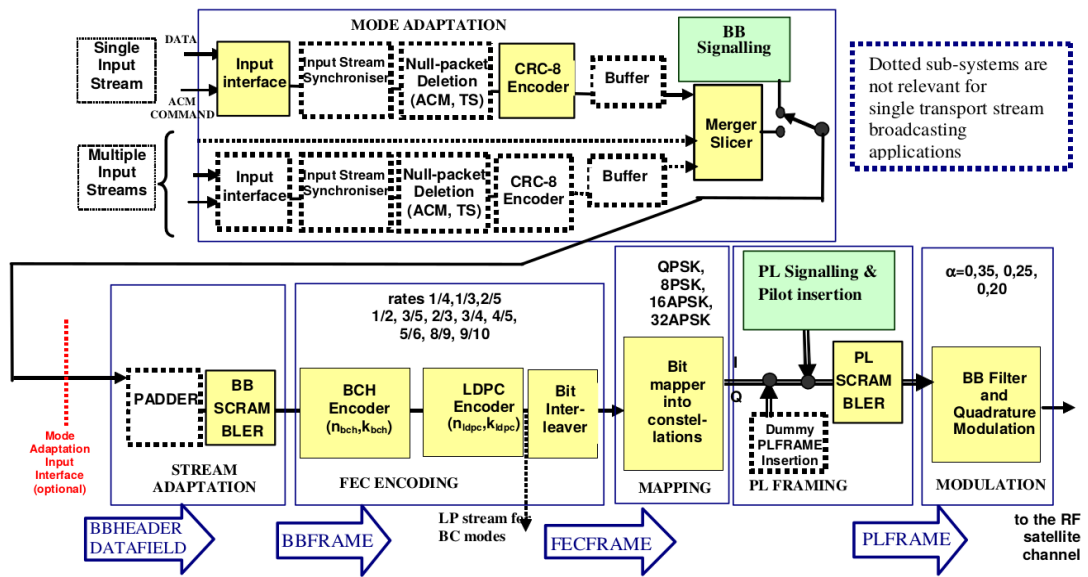 MODE ADAPTATION
Single
Input
Stream
DATA
ACM
COMMAND
Input
interface
Input Stream
Synchroniser
Null-packet
Deletion
(ACM, TS)
CRC-8
Encoder
Buffer
BB
Signalling
Merger
Slicer
Dotted sub-systems are
not relevant for
single transport stream
broadcasting
applications
Multiple
Input
Streams
Input
interface
Input Stream
Synchroniser
Null-packet
Deletion
(ACM, TS)
CRC-8
Encoder
Buffer
rates 1/4,1/3,2/5
1/2, 3/5, 2/3, 3/4, 4/5,
5/6, 8/9, 9/10
QPSK,
8PSK,
16APSK,
32APSK
PL Signalling &
Pilot insertion
α=0,35, 0,25,
0,20
PADDER
BB
SCRAM
BLER
BCH
Encoder
(nbch,kbch)
LDPC
Encoder
(nldpc,kldpc)
Bit
Inter-
leaver
Bit
mapper
into
constel-
lations
I
Q
Dummy
PLFRAME
Insertion
PL
SCRAM
BLER
BB Filter
and
Quadrature
Modulation
Mode
Adaptation
Input
Interface
(optional)
STREAM
ADAPTATION
FEC ENCODING
MAPPING
PL FRAMING
MODULATION
BBHEADER
DATAFIELD
BBFRAME
LP stream for
BC modes
FECFRAME
PLFRAME
to the RF
satellite
channel